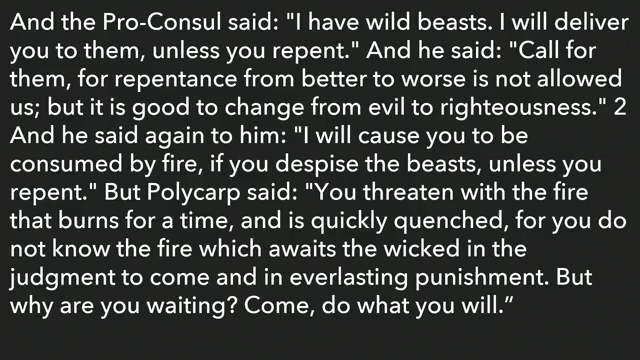 And the Pro-Consul said: "I have wild beasts. I will deliver
you to them, unless you repent." And he said: "Call for
them, for repentance from better to worse is not allowed
us; but it is good to change from evil to righteousness." 2
And he said again to him: "I will cause you to be
consumed by fire, if you despise the beasts, unless you
repent." But Polycarp said: "You threaten with the fire
that burns for a time, and is quickly quenched, for you do
not know the fire which awaits the wicked in the
judgment to come and in everlasting punishment. But
why are you waiting? Come, do what you will.”